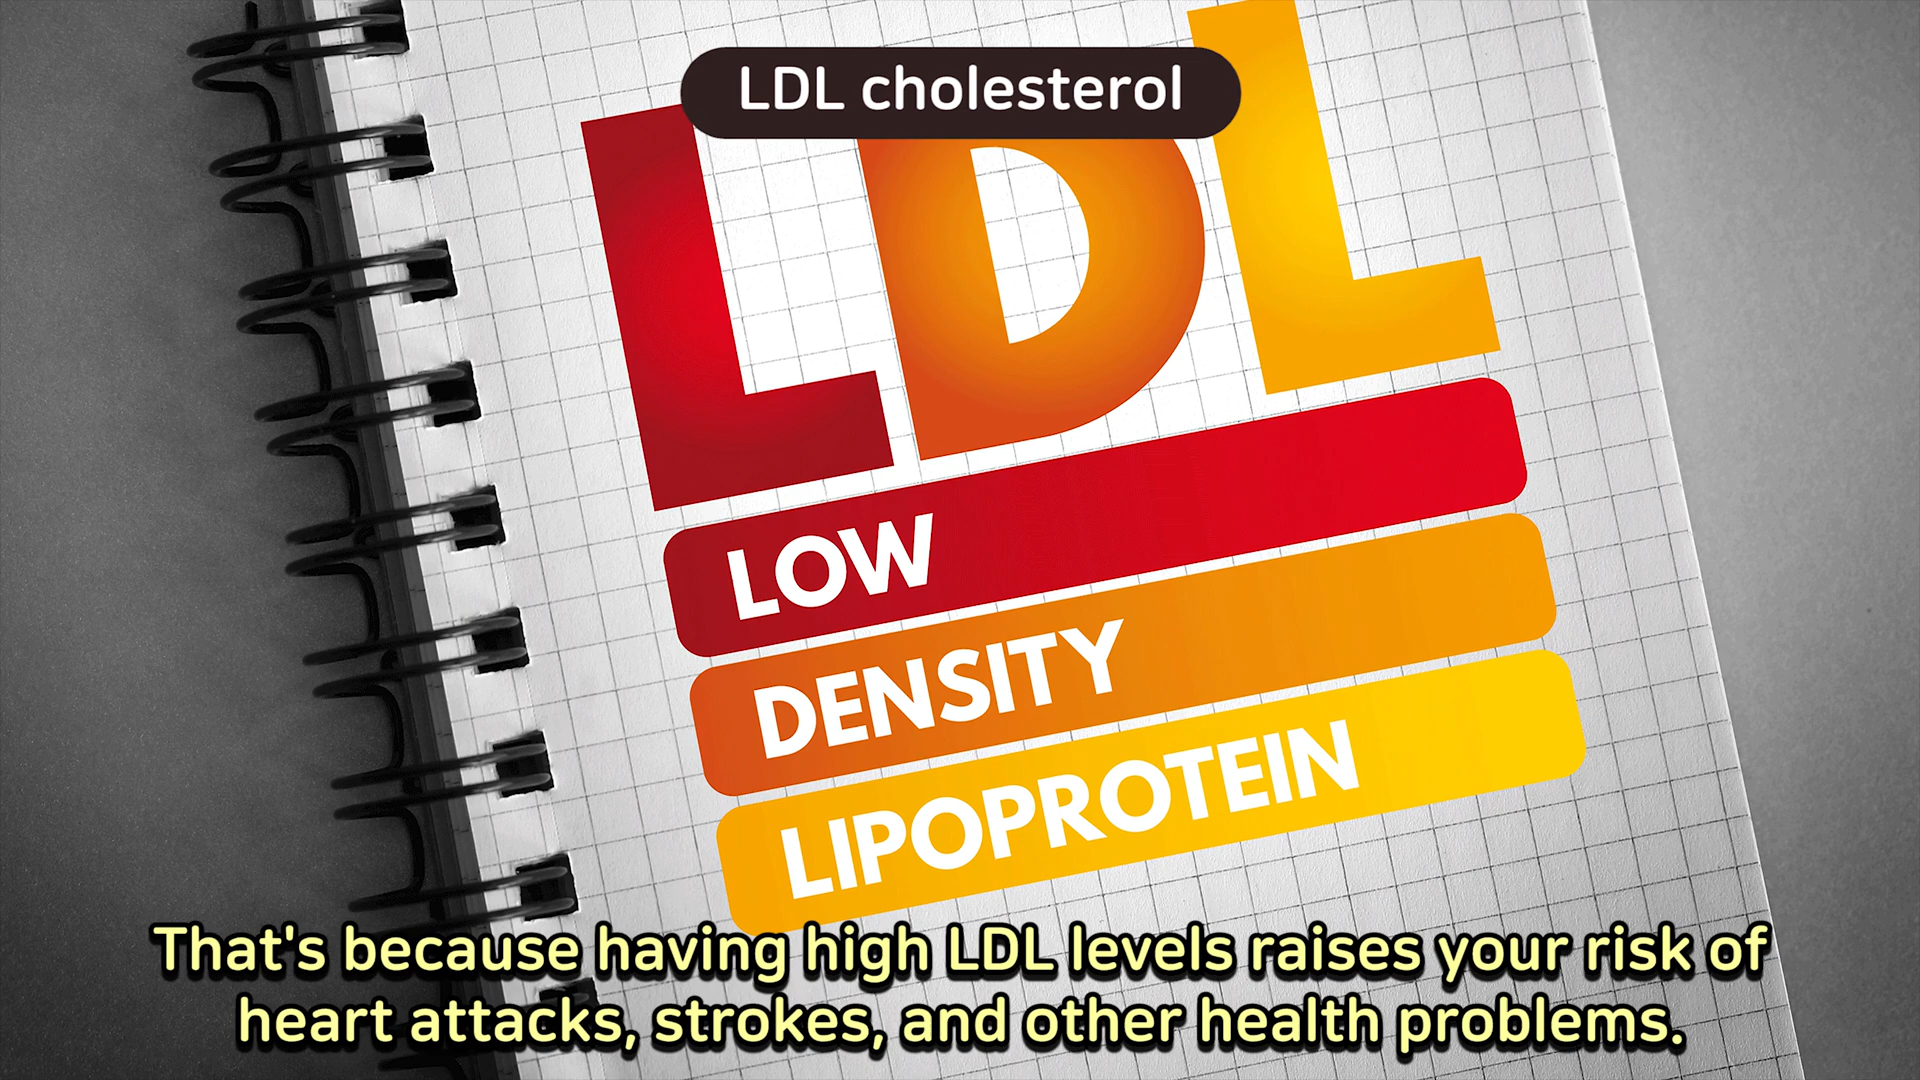 LDL cholesterol
LDL
LOW
DENSITY
LIPOPROTEIN
That's because having high LDL levels raises your risk of
heart attacks, strokes, and other health problems.